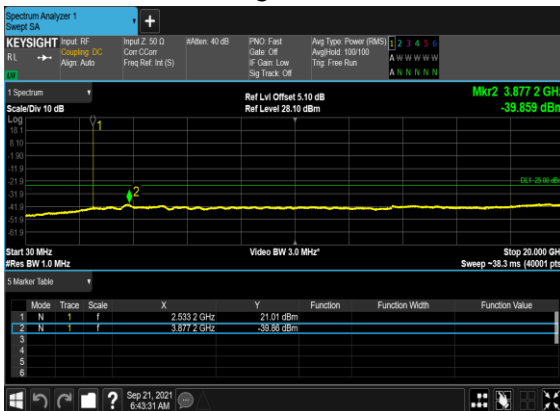 Spectrum Analyzer 1
Swept SA
KEYSIGHT
RL
Input: RF
Coupling: DC
Align: Auto
Input Z: 50 Ω
Corr CCorr
Freq Ref: Int (S)
#Atten: 40 dB
PNO: Fast
Gate: Off
IF Gain: Low
Sig Track: Off
Avg Type: Power (RMS)
Avg|Hold: 100/100
Trig: Free Run
1 2 3 4 5 6
A W W W W W
A N N N N N
1 Spectrum
Scale/Div 10 dB
Ref Lvl Offset 5.10 dB
Ref Level 28.10 dBm
Mkr2 3.877 2 GHz
-39.859 dBm
Log
18.1
8.10
-1.90
-11.9
-21.9
-31.9
-41.9
-51.9
-61.9
1
2
DL1 -25.00 dBm
Start 30 MHz
#Res BW 1.0 MHz
Video BW 3.0 MHz*
Stop 20.000 GHz
Sweep ~38.3 ms (40001 pts)
5 Marker Table
Mode Trace Scale X Y Function Function Width Function Value
1 N 1 f 2.533 2 GHz 21.01 dBm
2 N 1 f 3.877 2 GHz -39.86 dBm
3
4
5
6
?
Sep 21, 2021
6:43:31 AM